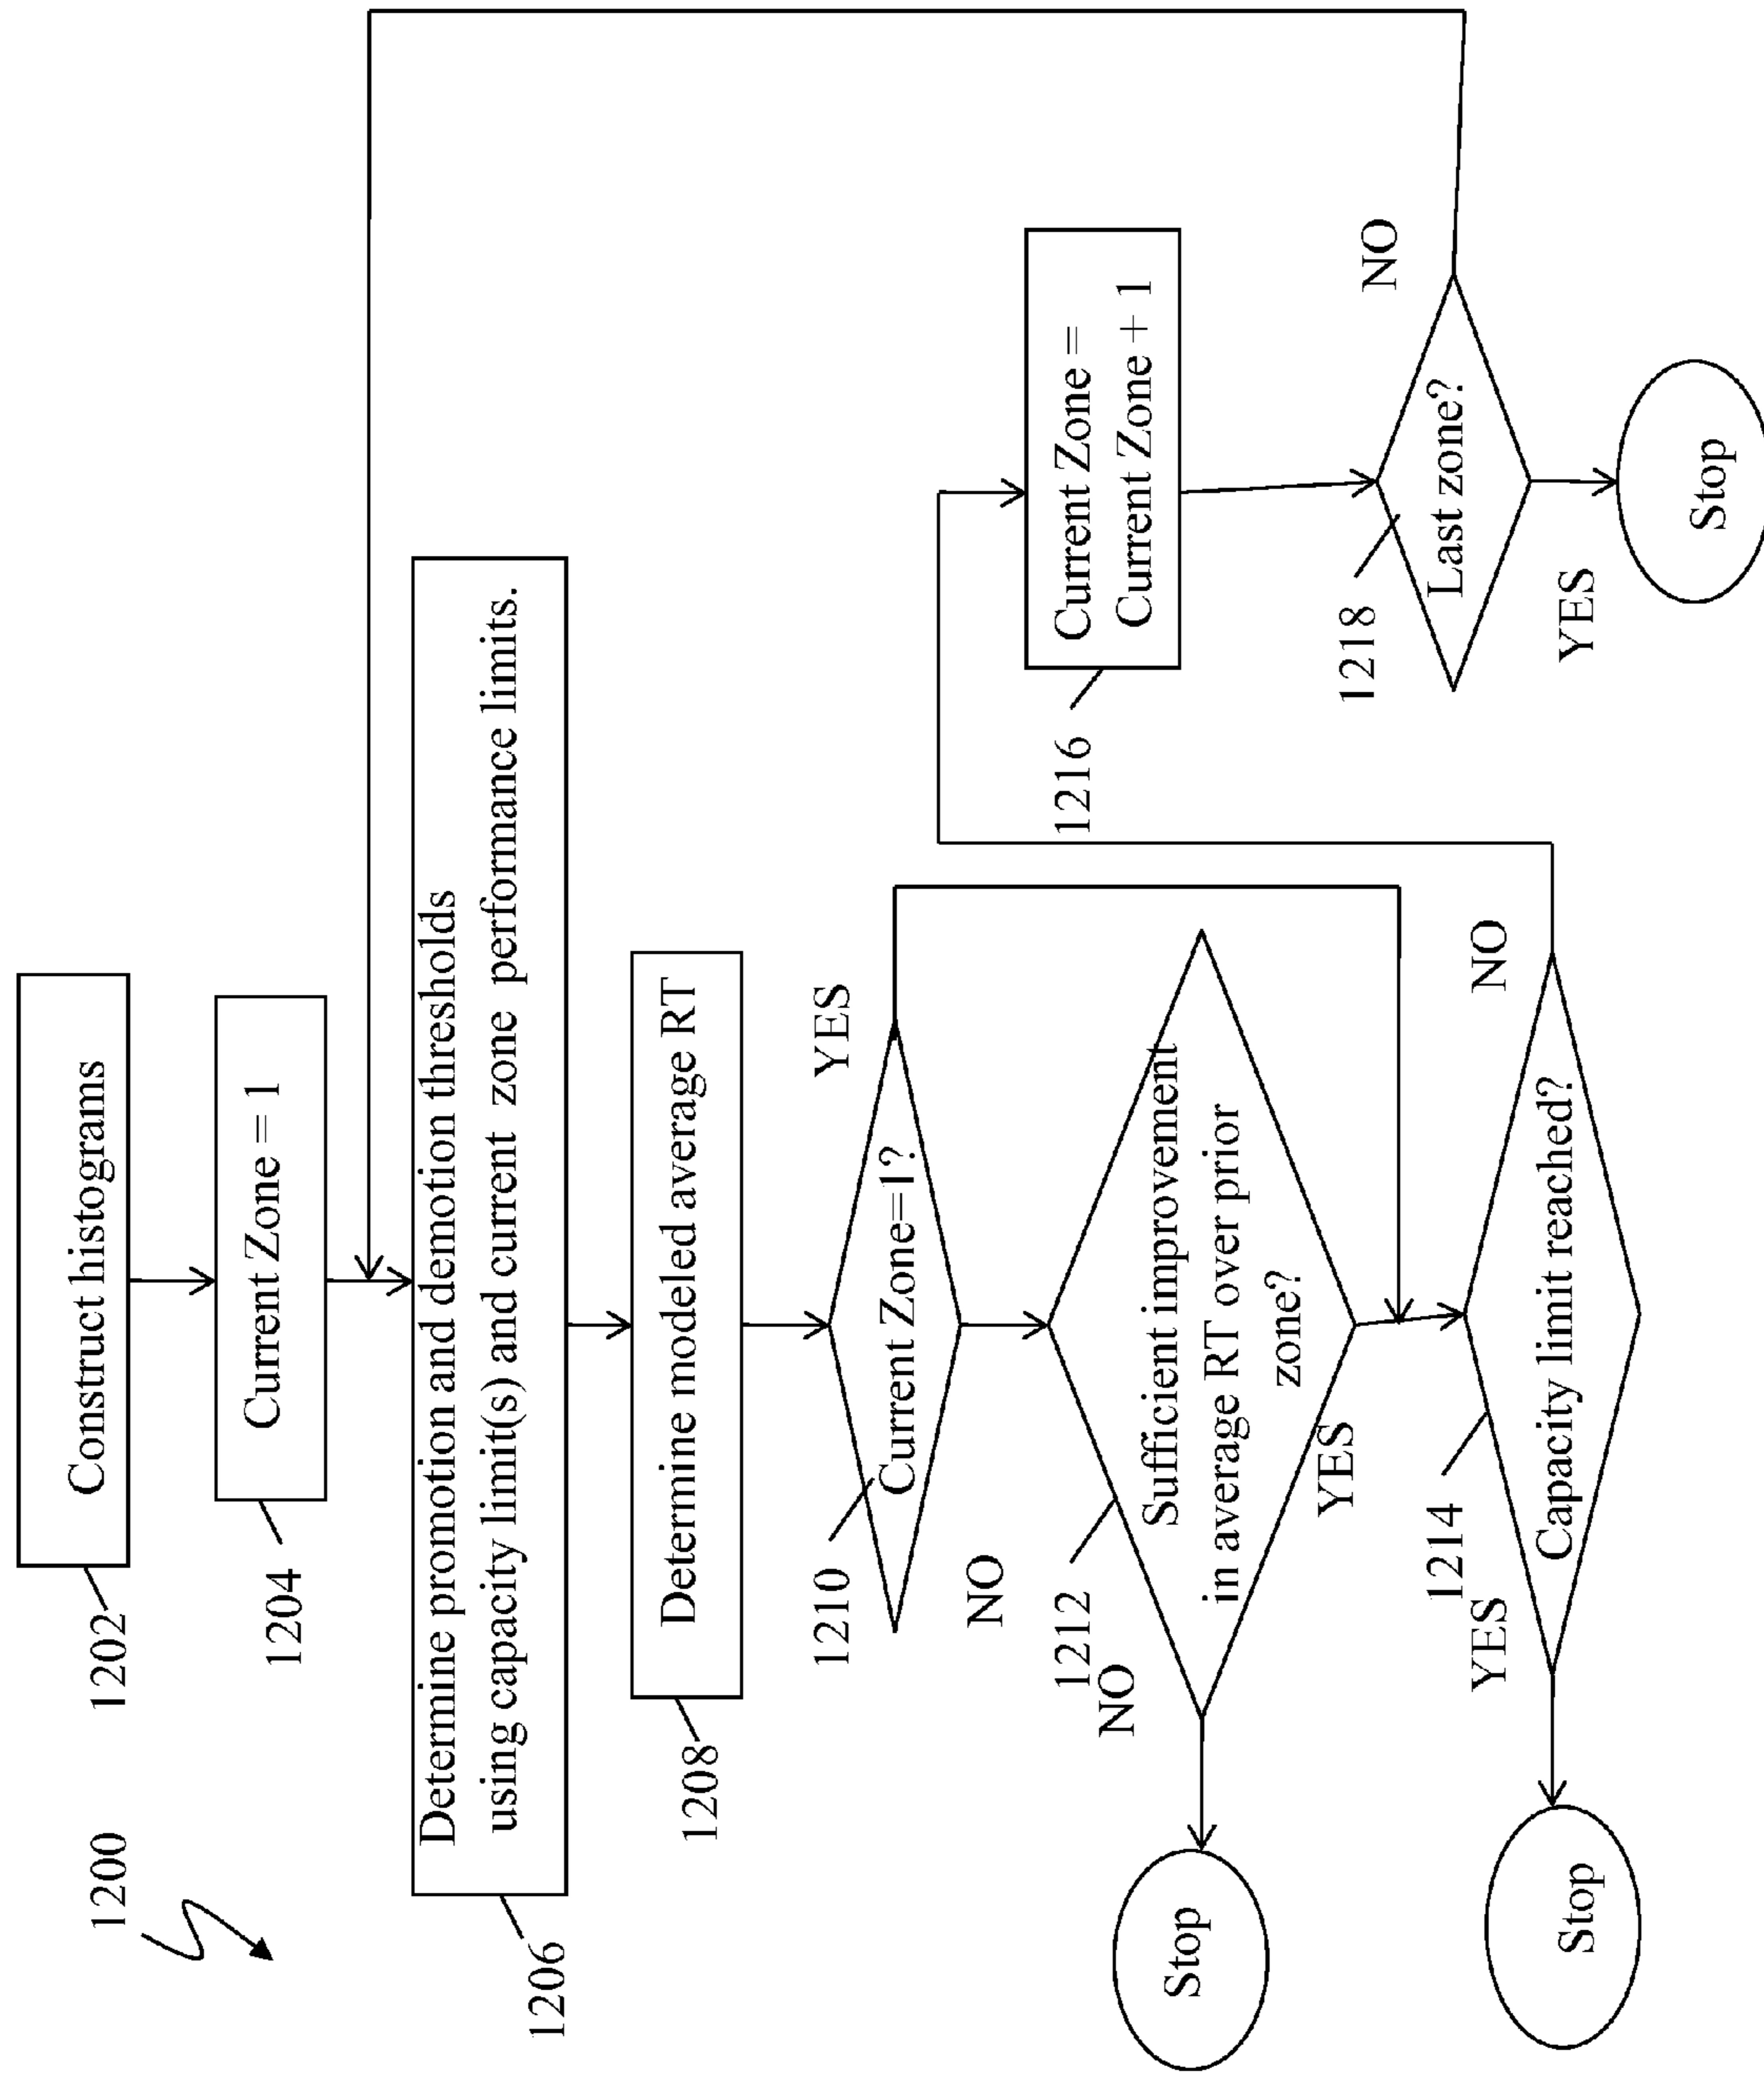 1200
1202
Construct histograms
1204
Current Zone = 1
1206
Determine promotion and demotion thresholds
using capacity limit(s) and current zone performance limits.
1208
Determine modeled average RT
1210
Current Zone=1?
YES
NO
1212
Sufficient improvement
in average RT over prior
zone?
NO
YES
Stop
1214
Capacity limit reached?
YES
NO
Stop
1216
Current Zone =
Current Zone + 1
1218
Last zone?
NO
YES
Stop